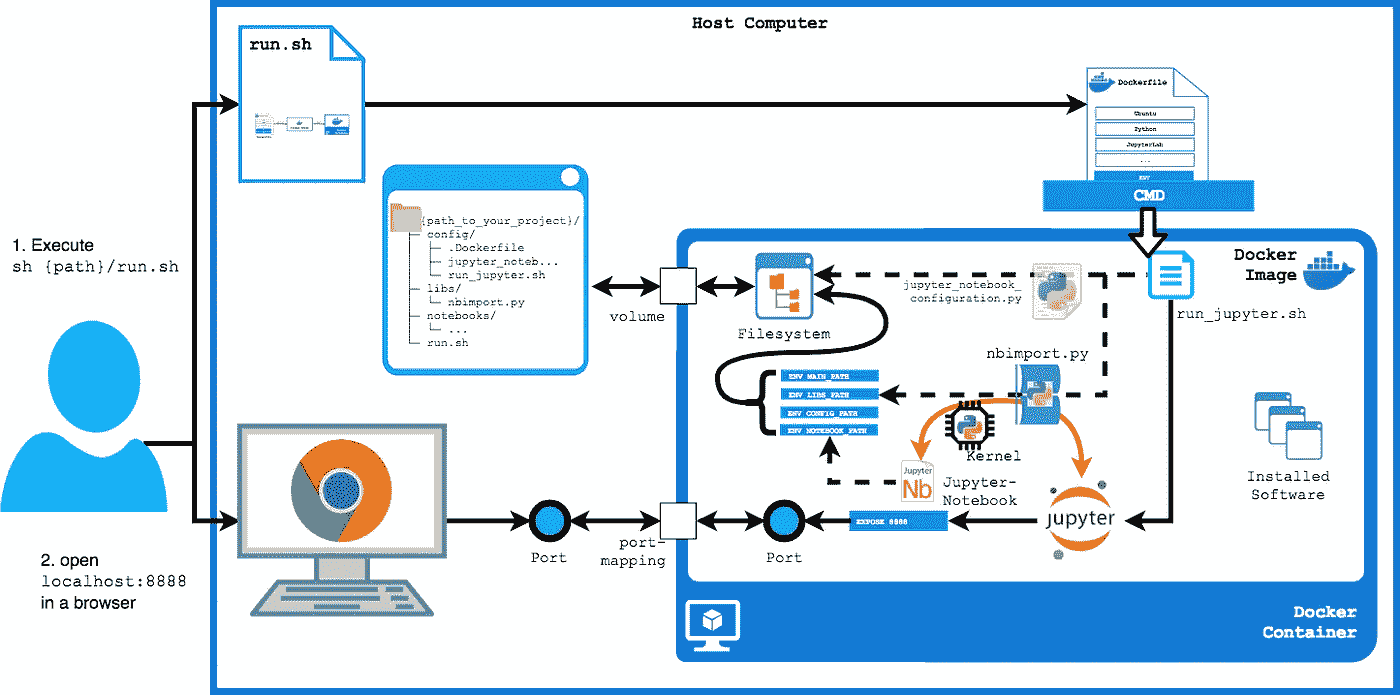 Host Computer
run.sh
Dockerfile
Ubuntu
Python
JupyterLab
...
ENV
CMD
1. Execute
sh {path}/run.sh
{path_to_your_project}/
config/
.Dockerfile
jupyter_noteb...
run_jupyter.sh
libs/
nbimport.py
notebooks/
...
run.sh
volume
Docker
Image
Filesystem
jupyter_notebook_
configuration.py
run_jupyter.sh
nbimport.py
ENV MAIN_PATH
ENV LIBS_PATH
ENV CONFIG_PATH
ENV NOTEBOOK_PATH
Kernel
Jupyter
Nb
Jupyter-
Notebook
Installed
Software
2. open
localhost:8888
in a browser
Port
port-
mapping
Port
EXPOSE 8888
jupyter
Docker
Container